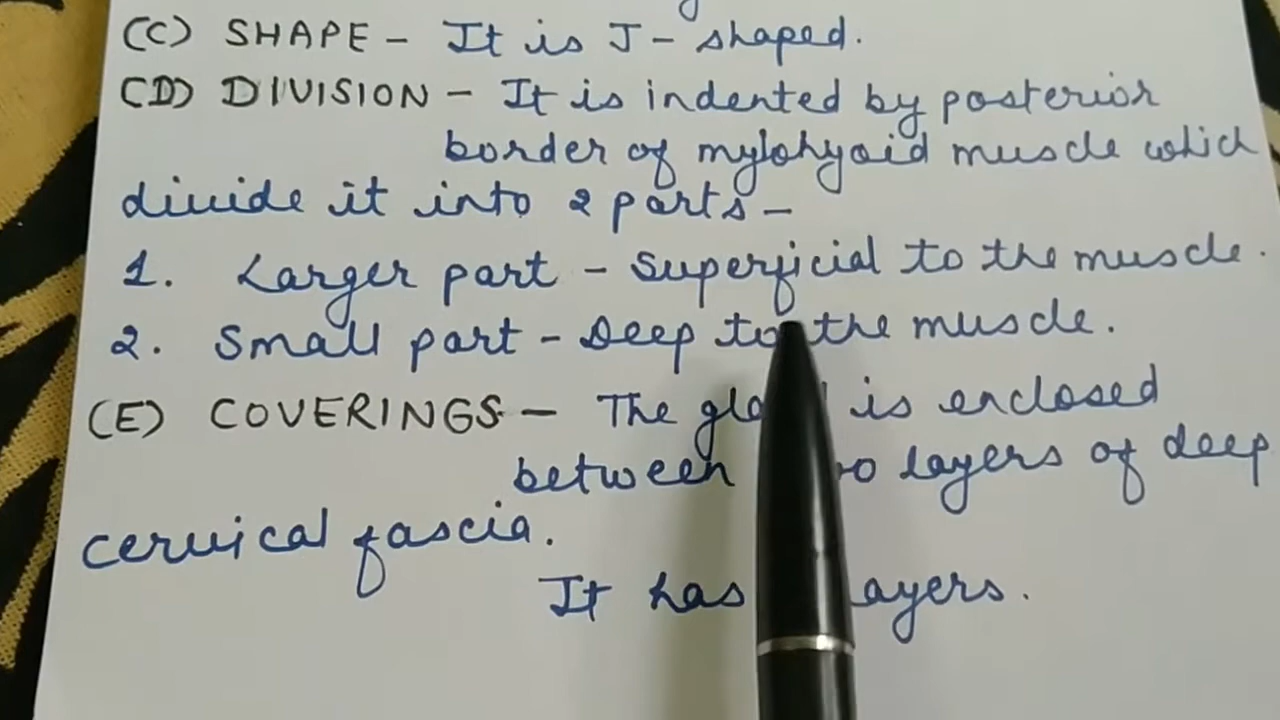 (C) SHAPE - It is J - shaped.
(D) DIVISION - It is indented by posterior
border of mylohyoid muscle which
divide it into 2 parts -
1. Larger part - Superficial to the muscle.
2. Small part - Deep to the muscle.
(E) COVERINGS - The is enclosed
between layers of deep
cervical fascia.
It has